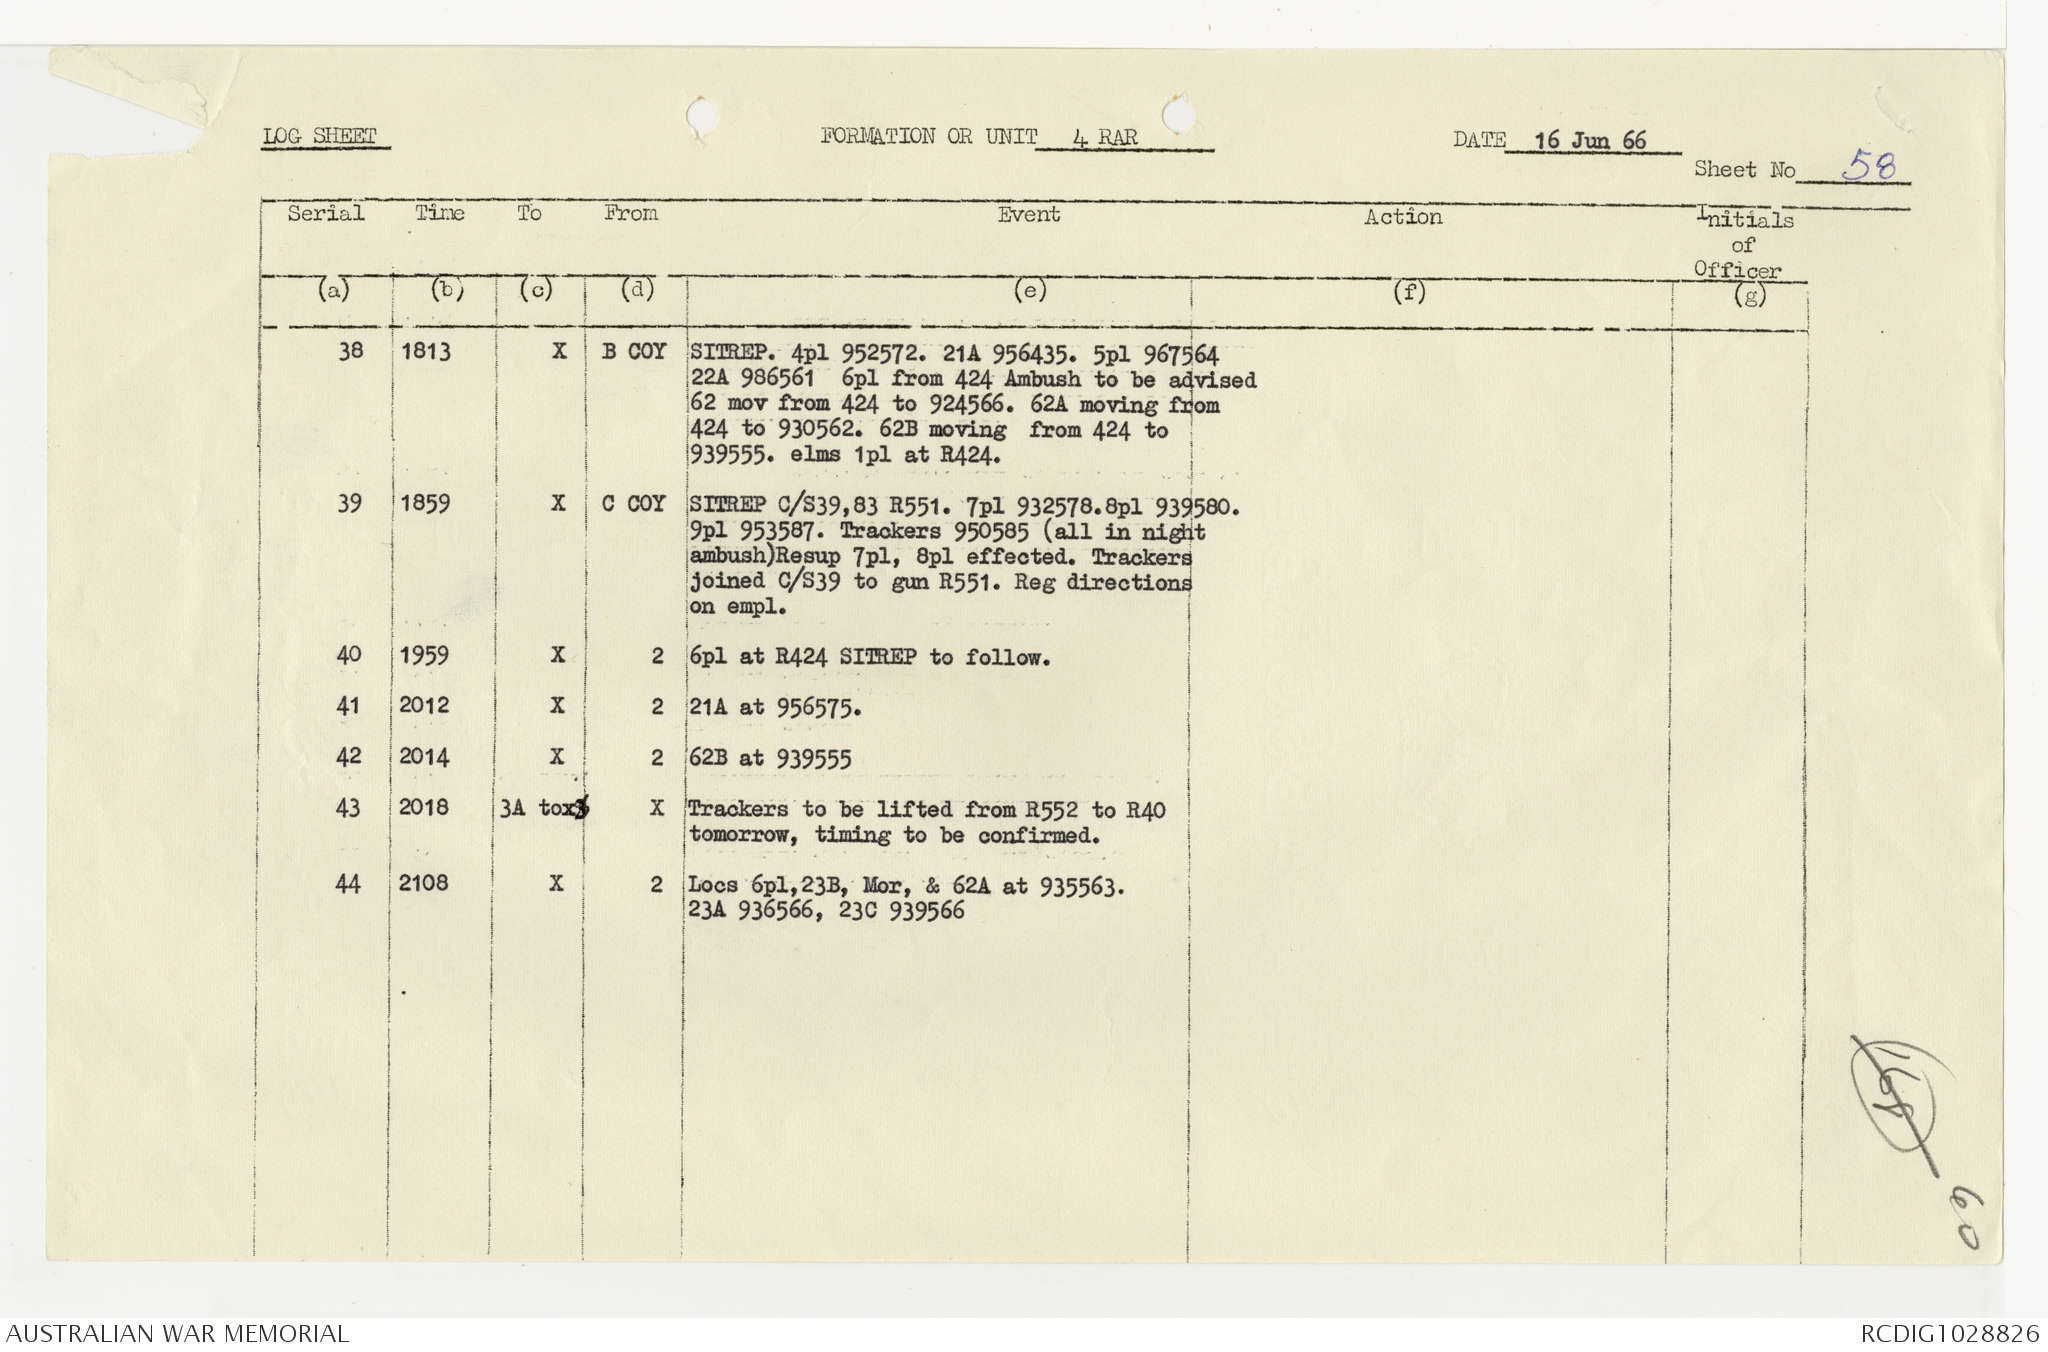 LOG SHEET FORMATION OR UNIT 4 RAR DATE 16 Jun 66
Sheet No 58
Serial Time To From Event Action Initials of Officer
(a) (b) (c) (d) (e) (f) (g)
38 1813 X B COY SITREP. 4pl 952572. 21A 956435. 5pl 967564
22A 986561 6pl from 424 Ambush to be advised
62 mov from 424 to 924566. 62A moving from
424 to 930562. 62B moving from 424 to
939555. elms 1pl at R424.
39 1859 X C COY SITREP C/S39,83 R551. 7pl 932578.8pl 939580.
9pl 953587. Trackers 950585 (all in night
ambush)Resup 7pl, 8pl effected. Trackers
joined C/S39 to gun R551. Reg directions
on empl.
40 1959 X 2 6pl at R424 SITREP to follow.
41 2012 X 2 21A at 956575.
42 2014 X 2 62B at 939555
43 2018 3A tox3 X Trackers to be lifted from R552 to R40
tomorrow, timing to be confirmed.
44 2108 X 2 Locs 6pl,23B, Mor, & 62A at 935563.
23A 936566, 23C 939566
60
AUSTRALIAN WAR MEMORIAL RCDIG1028826